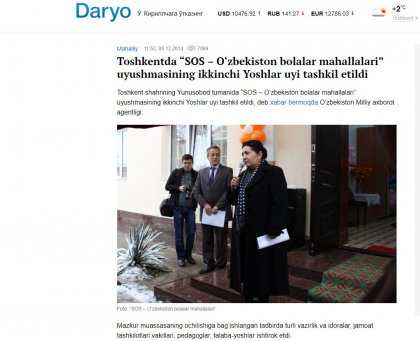 Daryo
Кириллчага ўтказинг
USD 10476.92 ↑ RUB 141.27 ↓ EUR 12786.03 ↓
+2°C
Toshkent
Mahalliy 11:52, 05.12.2014 7069
Toshkentda “SOS – O‘zbekiston bolalar mahallalari”
uyushmasining ikkinchi Yoshlar uyi tashkil etildi
Toshkent shahrining Yunusobod tumanida “SOS – O‘zbekiston bolalar mahallalari”
uyushmasining ikkinchi Yoshlar uyi tashkil etildi, deb xabar bermoqda O‘zbekiston Milliy axborot
agentligi.
Foto: “SOS – O‘zbekiston bolalar mahallalari”
Mazkur muassasaning ochilishiga bag‘ishlangan tadbirda turli vazirlik va idoralar, jamoat
tashkilotlari vakillari, pedagoglar, talaba-yoshlar ishtirok etdi.